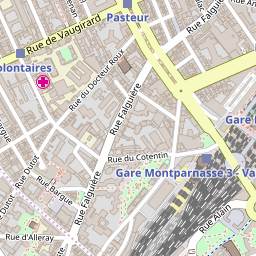 Pasteur
Rue de Vaugirard
Rue Falguière
olontaires
Rue du Docteur Roux
Rue Falguière
Gare
Rue du Cotentin
Gare Montparnasse 3 - Va
Rue Dutot
Dutot
Rue Bargue
Rue Falguière
Rue d'Alleray
Rue Alain